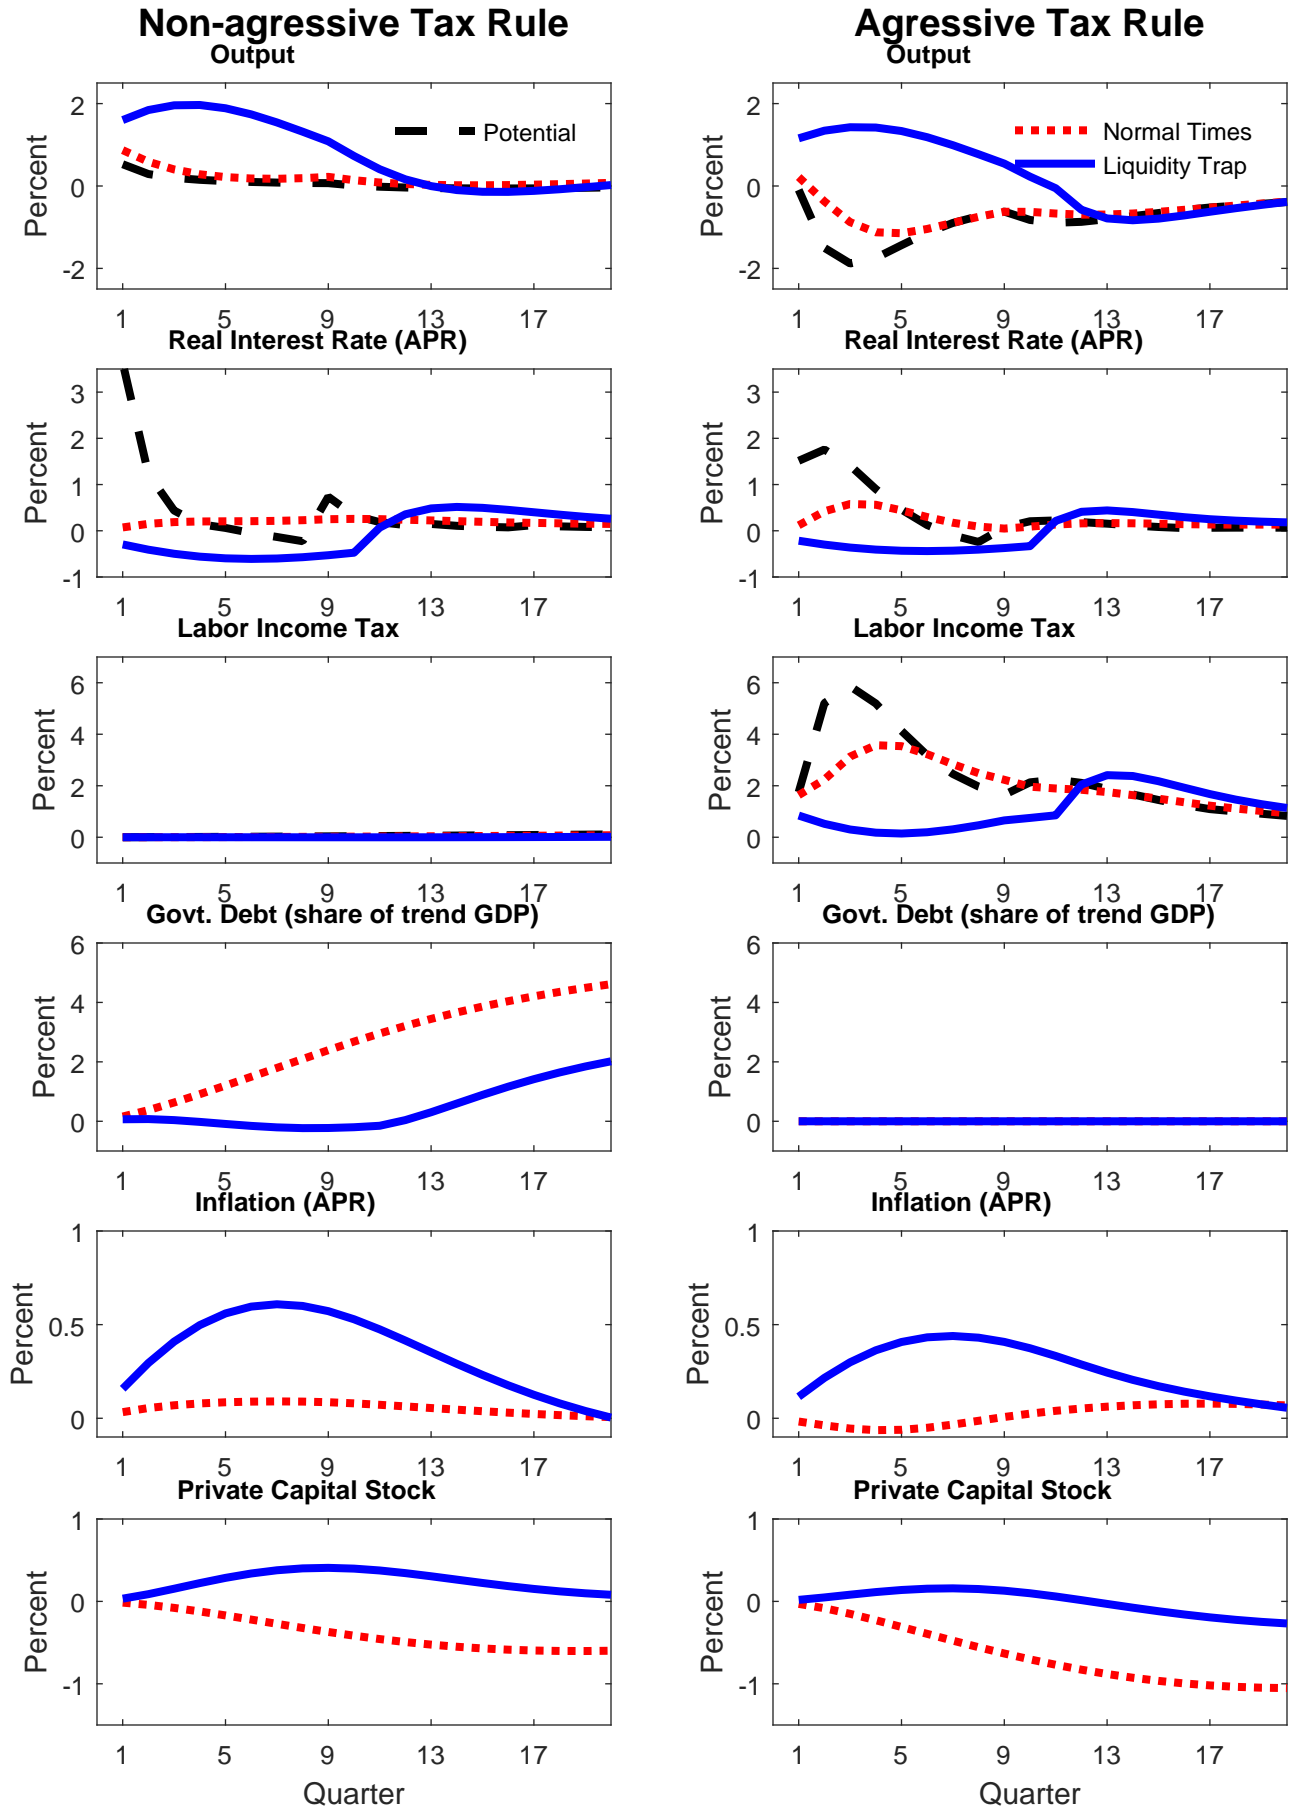 Non-agressive Tax Rule
Agressive Tax Rule
Output
Percent
2
0
-2
Potential
1 5 9 13 17
Output
Percent
2
0
-2
Normal Times
Liquidity Trap
1 5 9 13 17
Real Interest Rate (APR)
Percent
3
2
1
0
-1
1 5 9 13 17
Real Interest Rate (APR)
Percent
3
2
1
0
-1
1 5 9 13 17
Labor Income Tax
Percent
6
4
2
0
1 5 9 13 17
Labor Income Tax
Percent
6
4
2
0
1 5 9 13 17
Govt. Debt (share of trend GDP)
Percent
6
4
2
0
1 5 9 13 17
Govt. Debt (share of trend GDP)
Percent
6
4
2
0
1 5 9 13 17
Inflation (APR)
Percent
1
0.5
0
1 5 9 13 17
Inflation (APR)
Percent
1
0.5
0
1 5 9 13 17
Private Capital Stock
Percent
1
0
-1
1 5 9 13 17
Quarter
Private Capital Stock
Percent
1
0
-1
1 5 9 13 17
Quarter